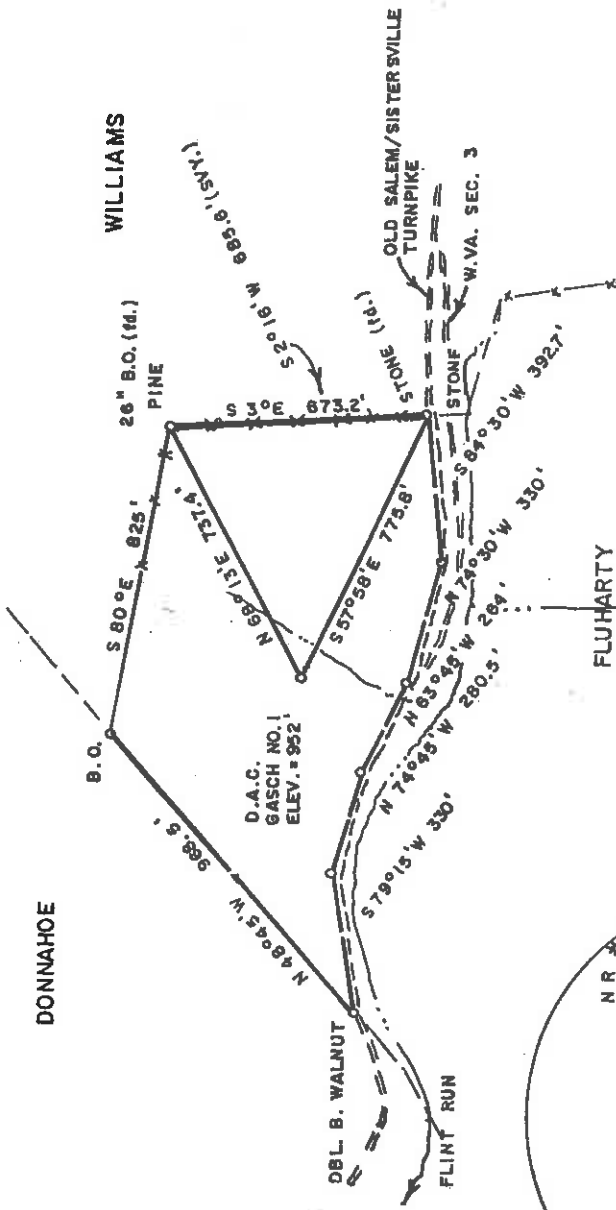 DONNAHOE
WILLIAMS
B.O.
S 80°E 825'
26" B.O. (fd.)
PINE
S 2°16'W 685.6' (SVY.)
S 3°E 673.2'
STONE (fd.)
N 48°45'W 968.5'
N 68°13'E 737.4'
S 57°58'E 775.8'
D.A.C.
GASCH NO.1
ELEV.= 952'
OLD SALEM/SISTERSVILLE
TURNPIKE
W.VA. SEC. 3
STONE
S 84°30'W 392.7'
N 74°30'W 330'
N 63°45'W 264'
N 74°45'W 280.5'
S 79°15'W 330'
DBL. B. WALNUT
FLINT RUN
FLUHARTY
N R